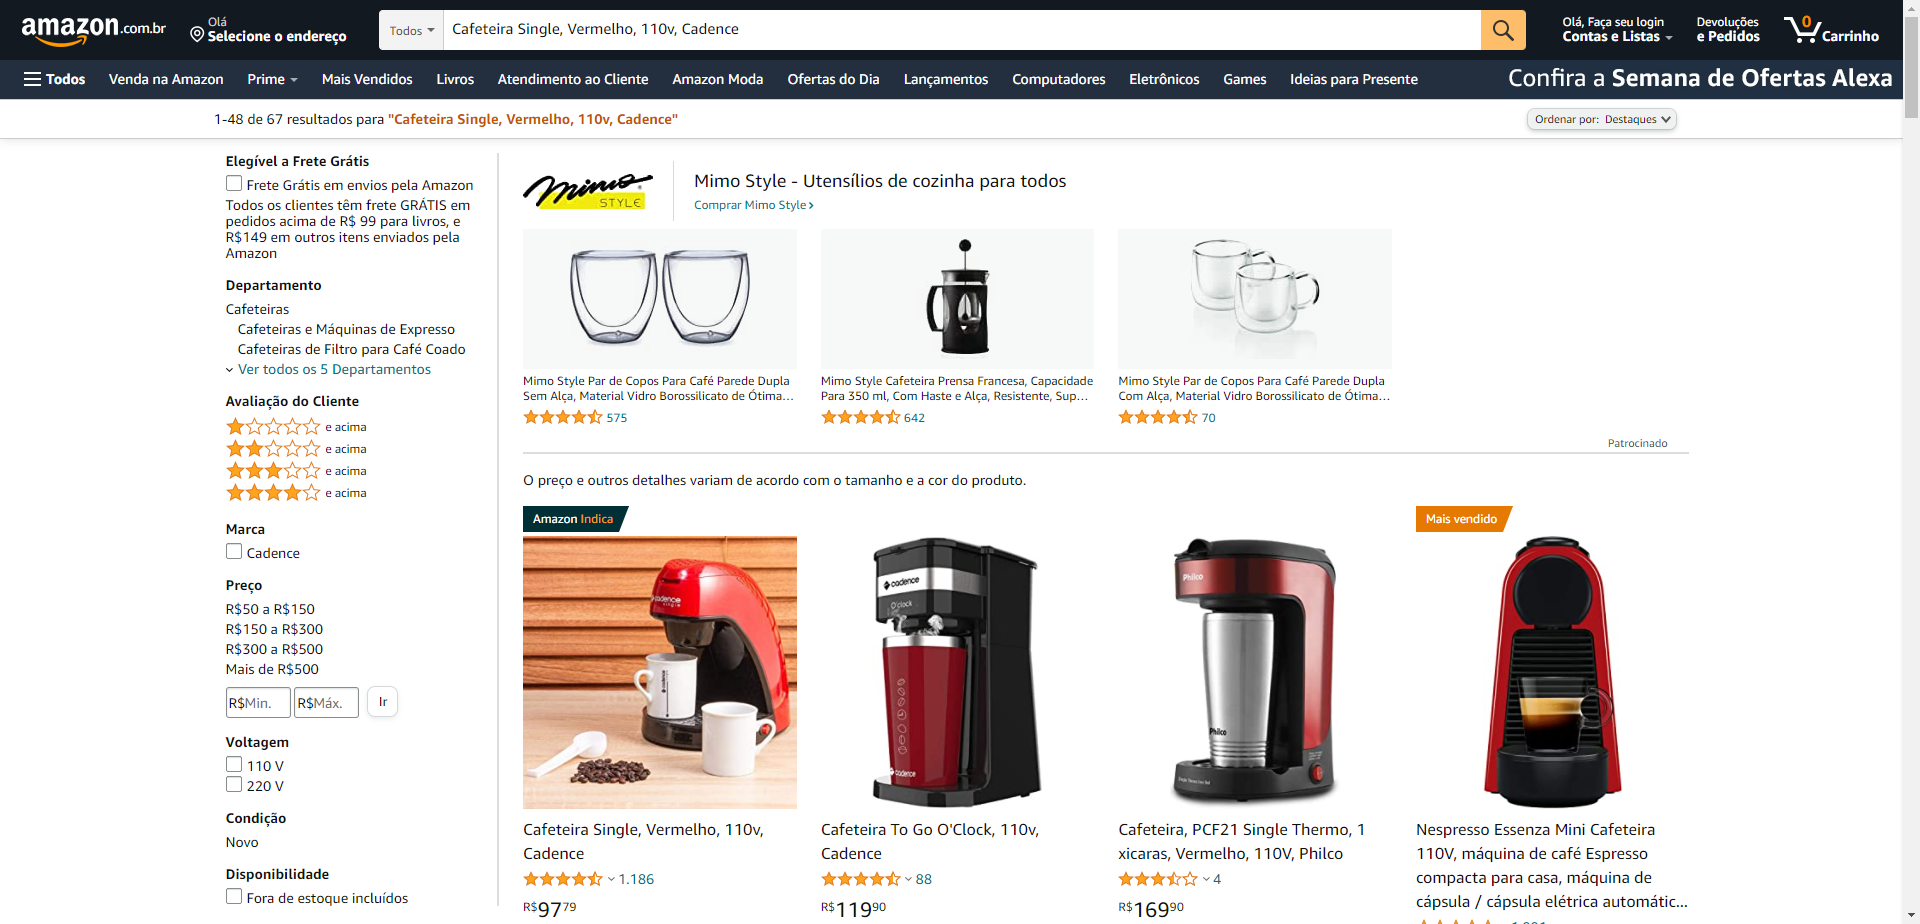 amazon.com.br
Olá
Selecione o endereço
Todos
Cafeteira Single, Vermelho, 110v, Cadence
Olá, Faça seu login
Contas e Listas
Devoluções
e Pedidos
0
Carrinho
Todos
Venda na Amazon
Prime
Mais Vendidos
Livros
Atendimento ao Cliente
Amazon Moda
Ofertas do Dia
Lançamentos
Computadores
Eletrônicos
Games
Ideias para Presente
Confira a Semana de Ofertas Alexa
1-48 de 67 resultados para "Cafeteira Single, Vermelho, 110v, Cadence"
Ordenar por: Destaques
Elegível a Frete Grátis
Frete Grátis em envios pela Amazon
Todos os clientes têm frete GRÁTIS em
pedidos acima de R$ 99 para livros, e
R$149 em outros itens enviados pela
Amazon
Departamento
Cafeteiras
Cafeteiras e Máquinas de Expresso
Cafeteiras de Filtro para Café Coado
Ver todos os 5 Departamentos
Avaliação do Cliente
e acima
e acima
e acima
e acima
Marca
Cadence
Preço
R$50 a R$150
R$150 a R$300
R$300 a R$500
Mais de R$500
R$Min.
R$Máx.
Ir
Voltagem
110 V
220 V
Condição
Novo
Disponibilidade
Fora de estoque incluídos
mimo
STYLE
Mimo Style - Utensílios de cozinha para todos
Comprar Mimo Style
Mimo Style Par de Copos Para Café Parede Dupla
Sem Alça, Material Vidro Borossilicato de Ótima…
575
Mimo Style Cafeteira Prensa Francesa, Capacidade
Para 350 ml, Com Haste e Alça, Resistente, Sup…
642
Mimo Style Par de Copos Para Café Parede Dupla
Com Alça, Material Vidro Borossilicato de Ótima…
70
Patrocinado
O preço e outros detalhes variam de acordo com o tamanho e a cor do produto.
Amazon Indica
cadence
single
cadence
Cafeteira Single, Vermelho, 110v,
Cadence
1.186
R$9779
cadence
O'clock
cadence
Cafeteira To Go O'Clock, 110v,
Cadence
88
R$11990
Philco
Philco
Cafeteira, PCF21 Single Thermo, 1
xicaras, Vermelho, 110V, Philco
4
R$16990
Mais vendido
Nespresso Essenza Mini Cafeteira
110V, máquina de café Espresso
compacta para casa, máquina de
cápsula / cápsula elétrica automátic...